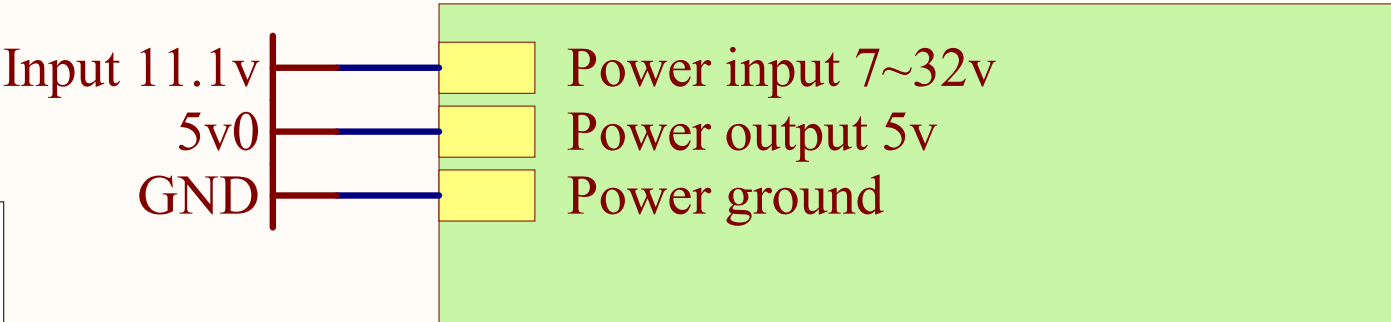 Input 11.1v Power input 7~32v
5v0 Power output 5v
GND Power ground